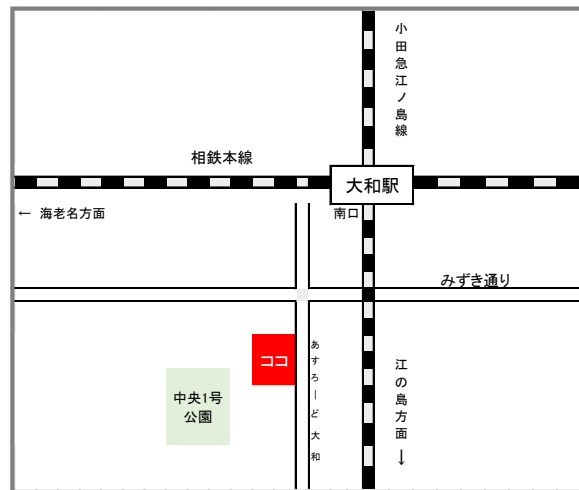 小田急江ノ島線
相鉄本線
大和駅
← 海老名方面
南口
みずき通り
ココ
あすろーど大和
江の島方面
↓
中央1号
公園